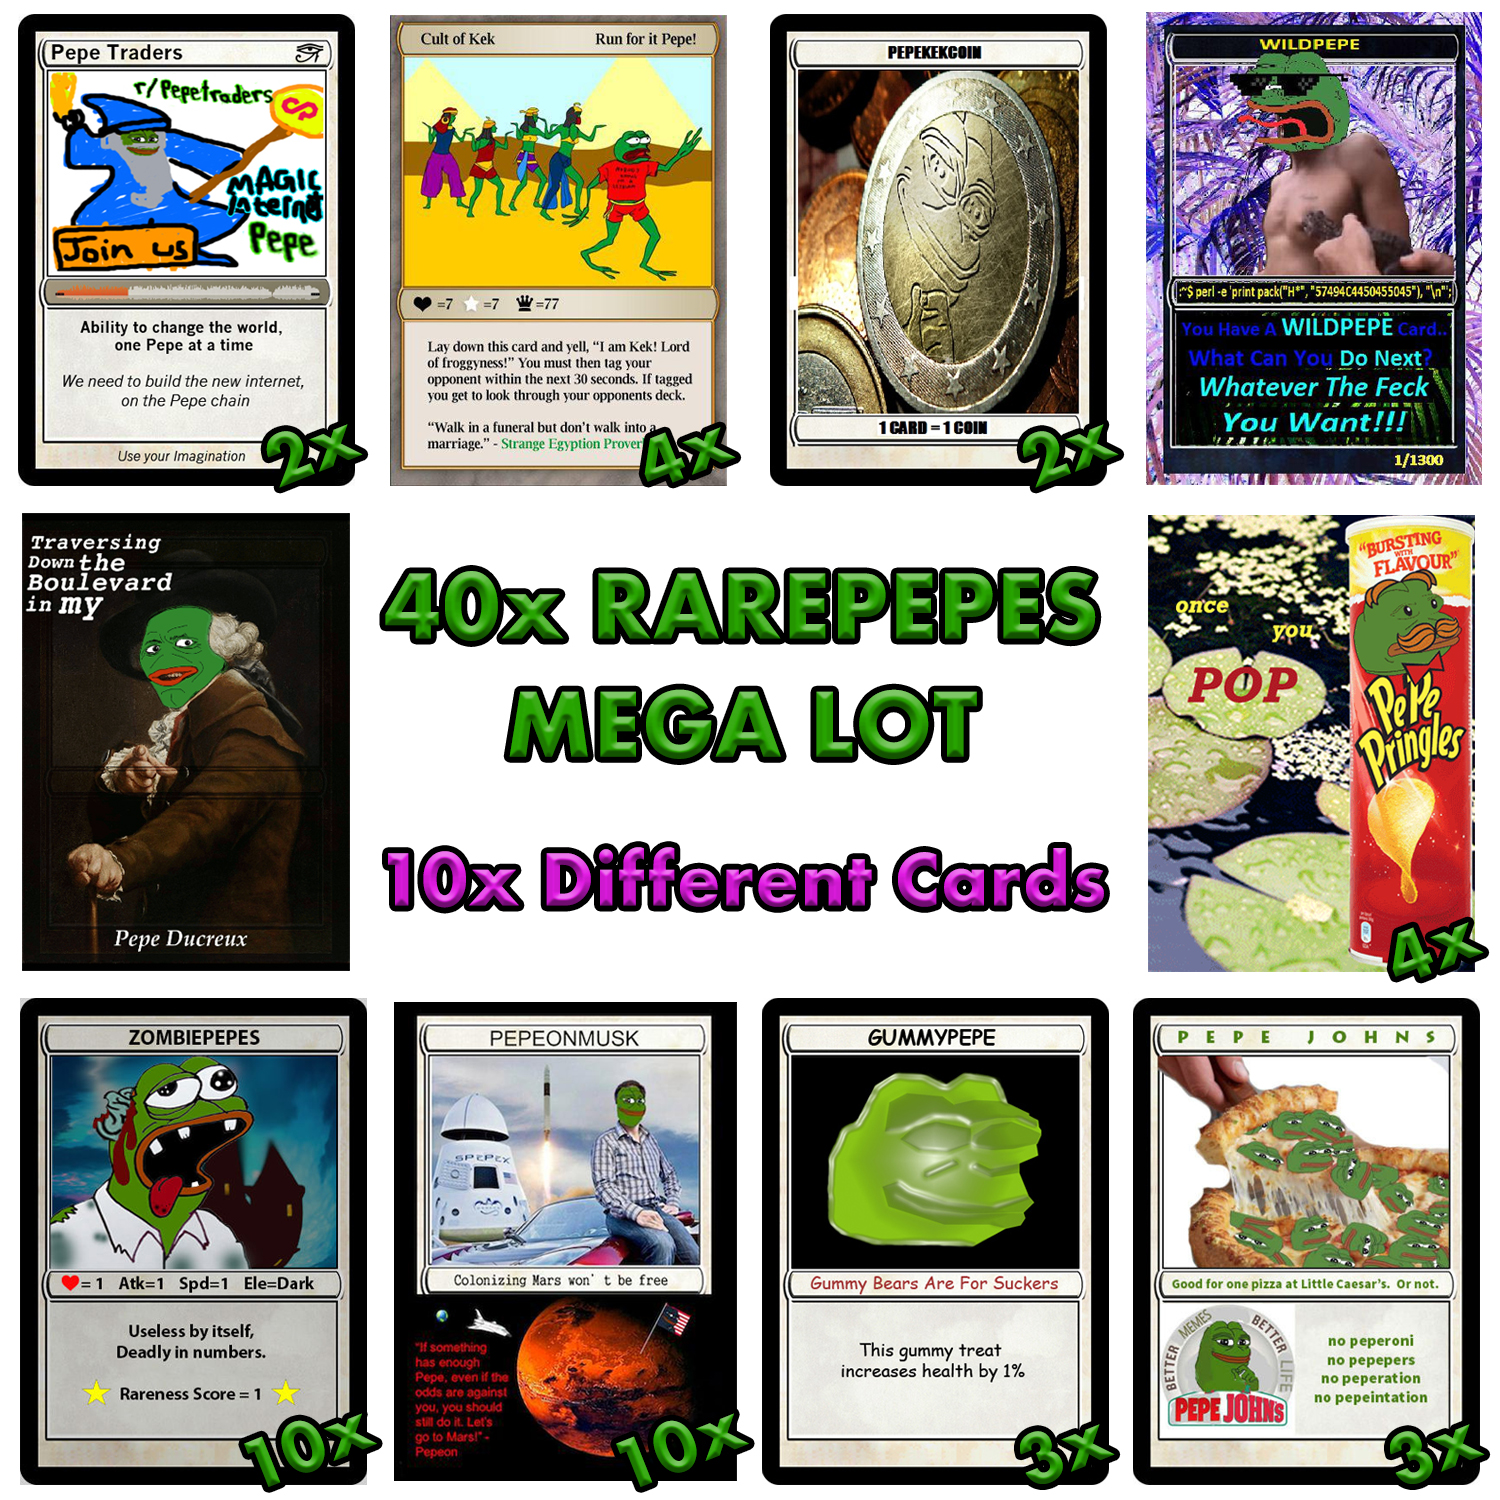 Pepe Traders
r/Pepetraders
MAGIC
internet
Pepe
Join us
Ability to change the world,
one Pepe at a time
We need to build the new internet,
on the Pepe chain
Use your Imagination
2x
Cult of Kek Run for it Pepe!
=7 =7 =77
Lay down this card and yell, “I am Kek! Lord
of froggyness!” You must then tag your
opponent within the next 30 seconds. If tagged
you get to look through your opponents deck.
“Walk in a funeral but don’t walk into a
marriage.” - Strange Egyption Prover
4x
PEPEKEKCOIN
1 CARD = 1 COIN
2x
WILDPEPE
:~$ perl -e 'print pack("H*", "57494C4450455045"), "\n"';
You Have A WILDPEPE Card..
What Can You Do Next?
Whatever The Feck
You Want!!!
1/1300
Traversing
Down the
Boulevard
in my
Pepe Ducreux
40x RAREPEPES
MEGA LOT
10x Different Cards
once
you
POP
"BURSTING
WITH
FLAVOUR"
PePe
Pringles
4x
ZOMBIEPEPES
= 1 Atk=1 Spd=1 Ele=Dark
Useless by itself,
Deadly in numbers.
Rareness Score = 1
10x
PEPEONMUSK
SPEPEX
Colonizing Mars won't be free
"If something
has enough
Pepe, even if the
odds are against
you, you should
still do it. Let's
go to Mars!" -
Pepeon
10x
GUMMYPEPE
Gummy Bears Are For Suckers
This gummy treat
increases health by 1%
3x
PEPE JOHNS
Good for one pizza at Little Caesar's. Or not.
BETTER MEMES BETTER LIFE
PEPE JOHNS
no peperoni
no pepepers
no peperation
no pepeintation
3x